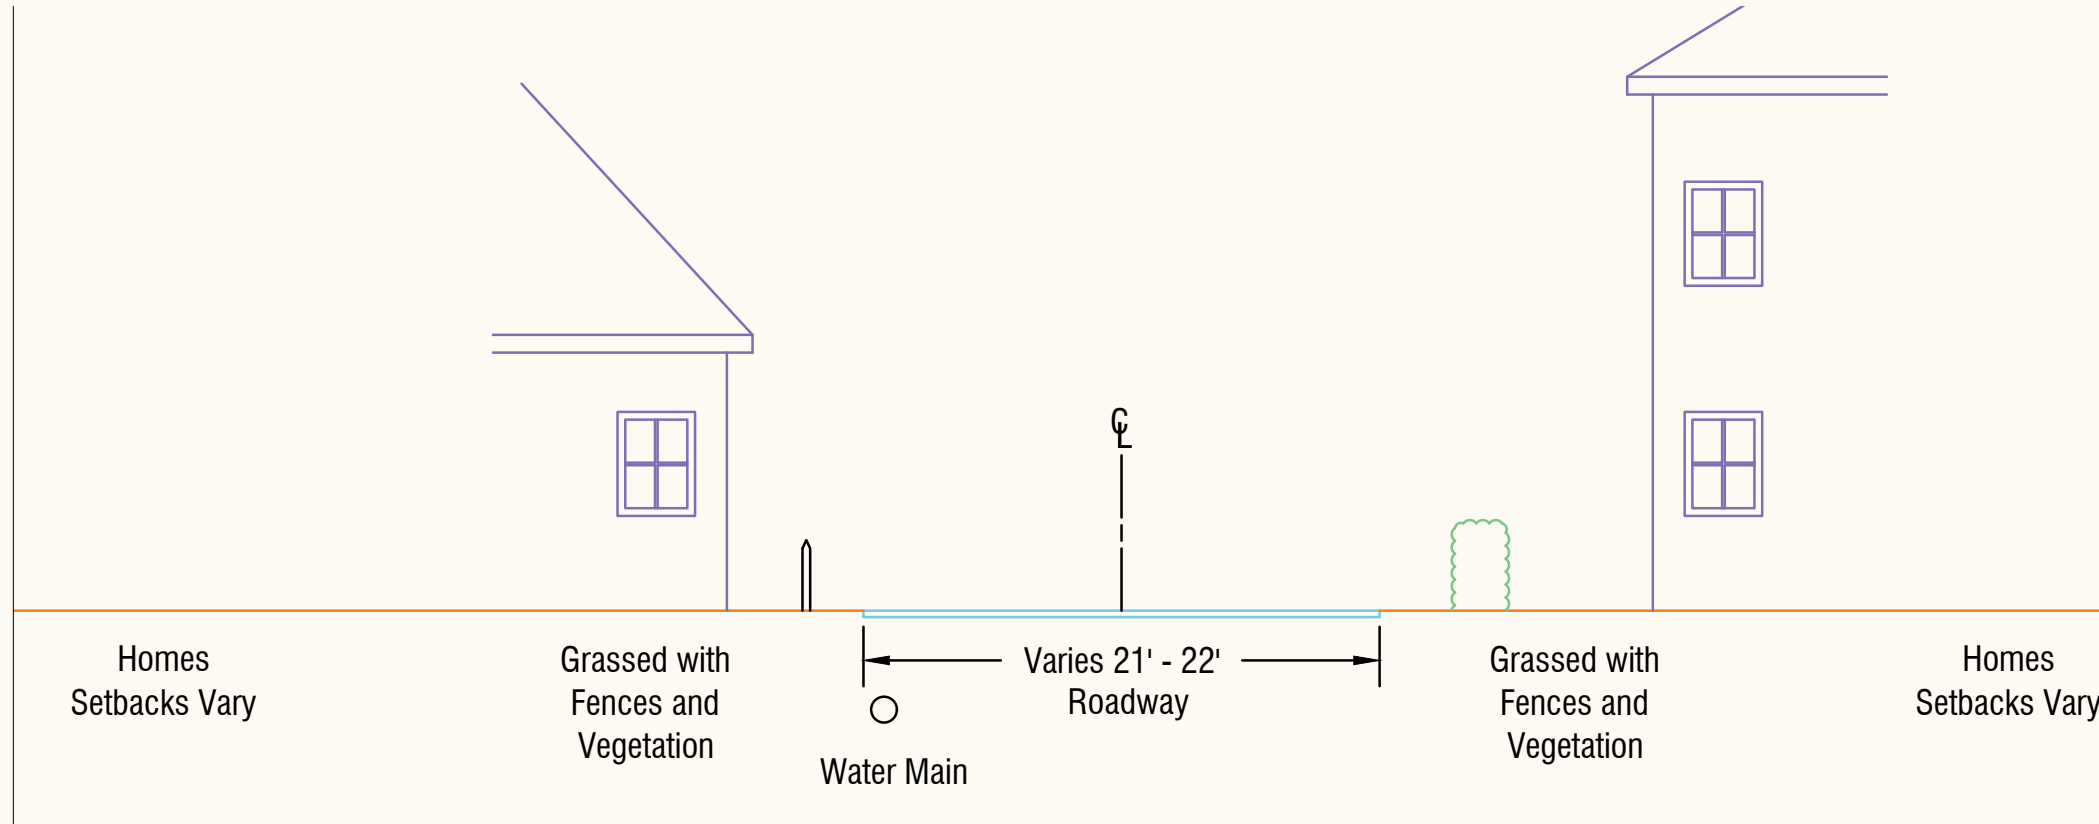 ℄
Homes
Setbacks Vary
Grassed with
Fences and
Vegetation
Varies 21' - 22'
Roadway
Water Main
Grassed with
Fences and
Vegetation
Homes
Setbacks Vary